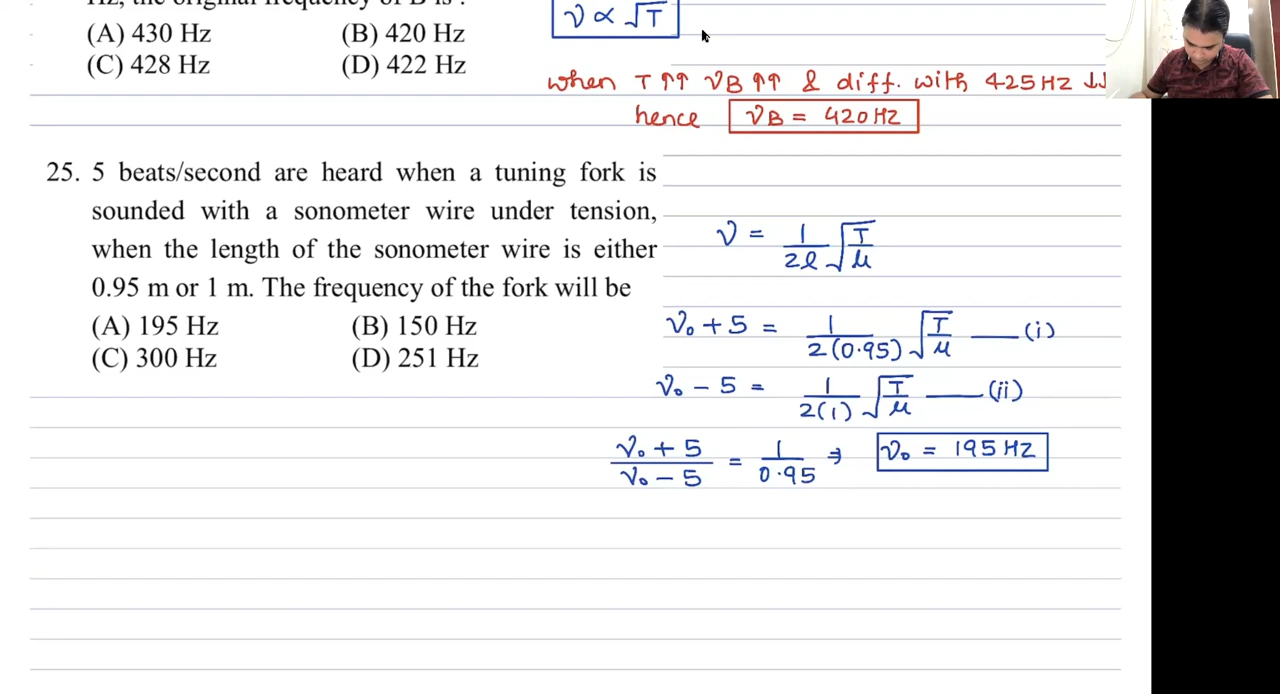 Hz, the original frequency of B is :
(A) 430 Hz (B) 420 Hz
(C) 428 Hz (D) 422 Hz
ν ∝ √T
when T ↑↑ νB ↑↑ & diff. with 425 Hz ↓↓
hence νB = 420 Hz
25. 5 beats/second are heard when a tuning fork is
sounded with a sonometer wire under tension,
when the length of the sonometer wire is either
0.95 m or 1 m. The frequency of the fork will be
(A) 195 Hz (B) 150 Hz
(C) 300 Hz (D) 251 Hz
ν = 1/2ℓ √T/μ
ν₀ + 5 = 1/2(0.95) √T/μ —— (i)
ν₀ − 5 = 1/2(1) √T/μ —— (ii)
ν₀ + 5/ν₀ − 5 = 1/0.95 ⇒ ν₀ = 195 Hz